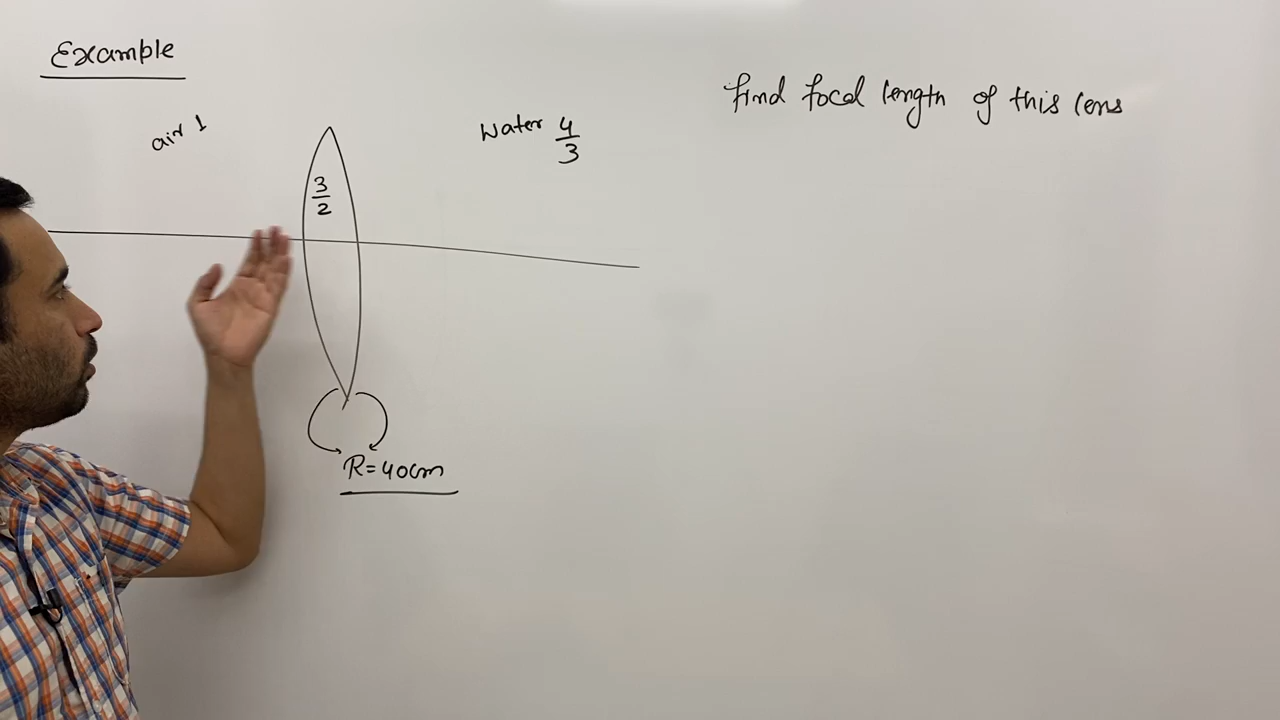 Example
find focal length of this lens
air 1
water 4/3
3/2
R=40cm